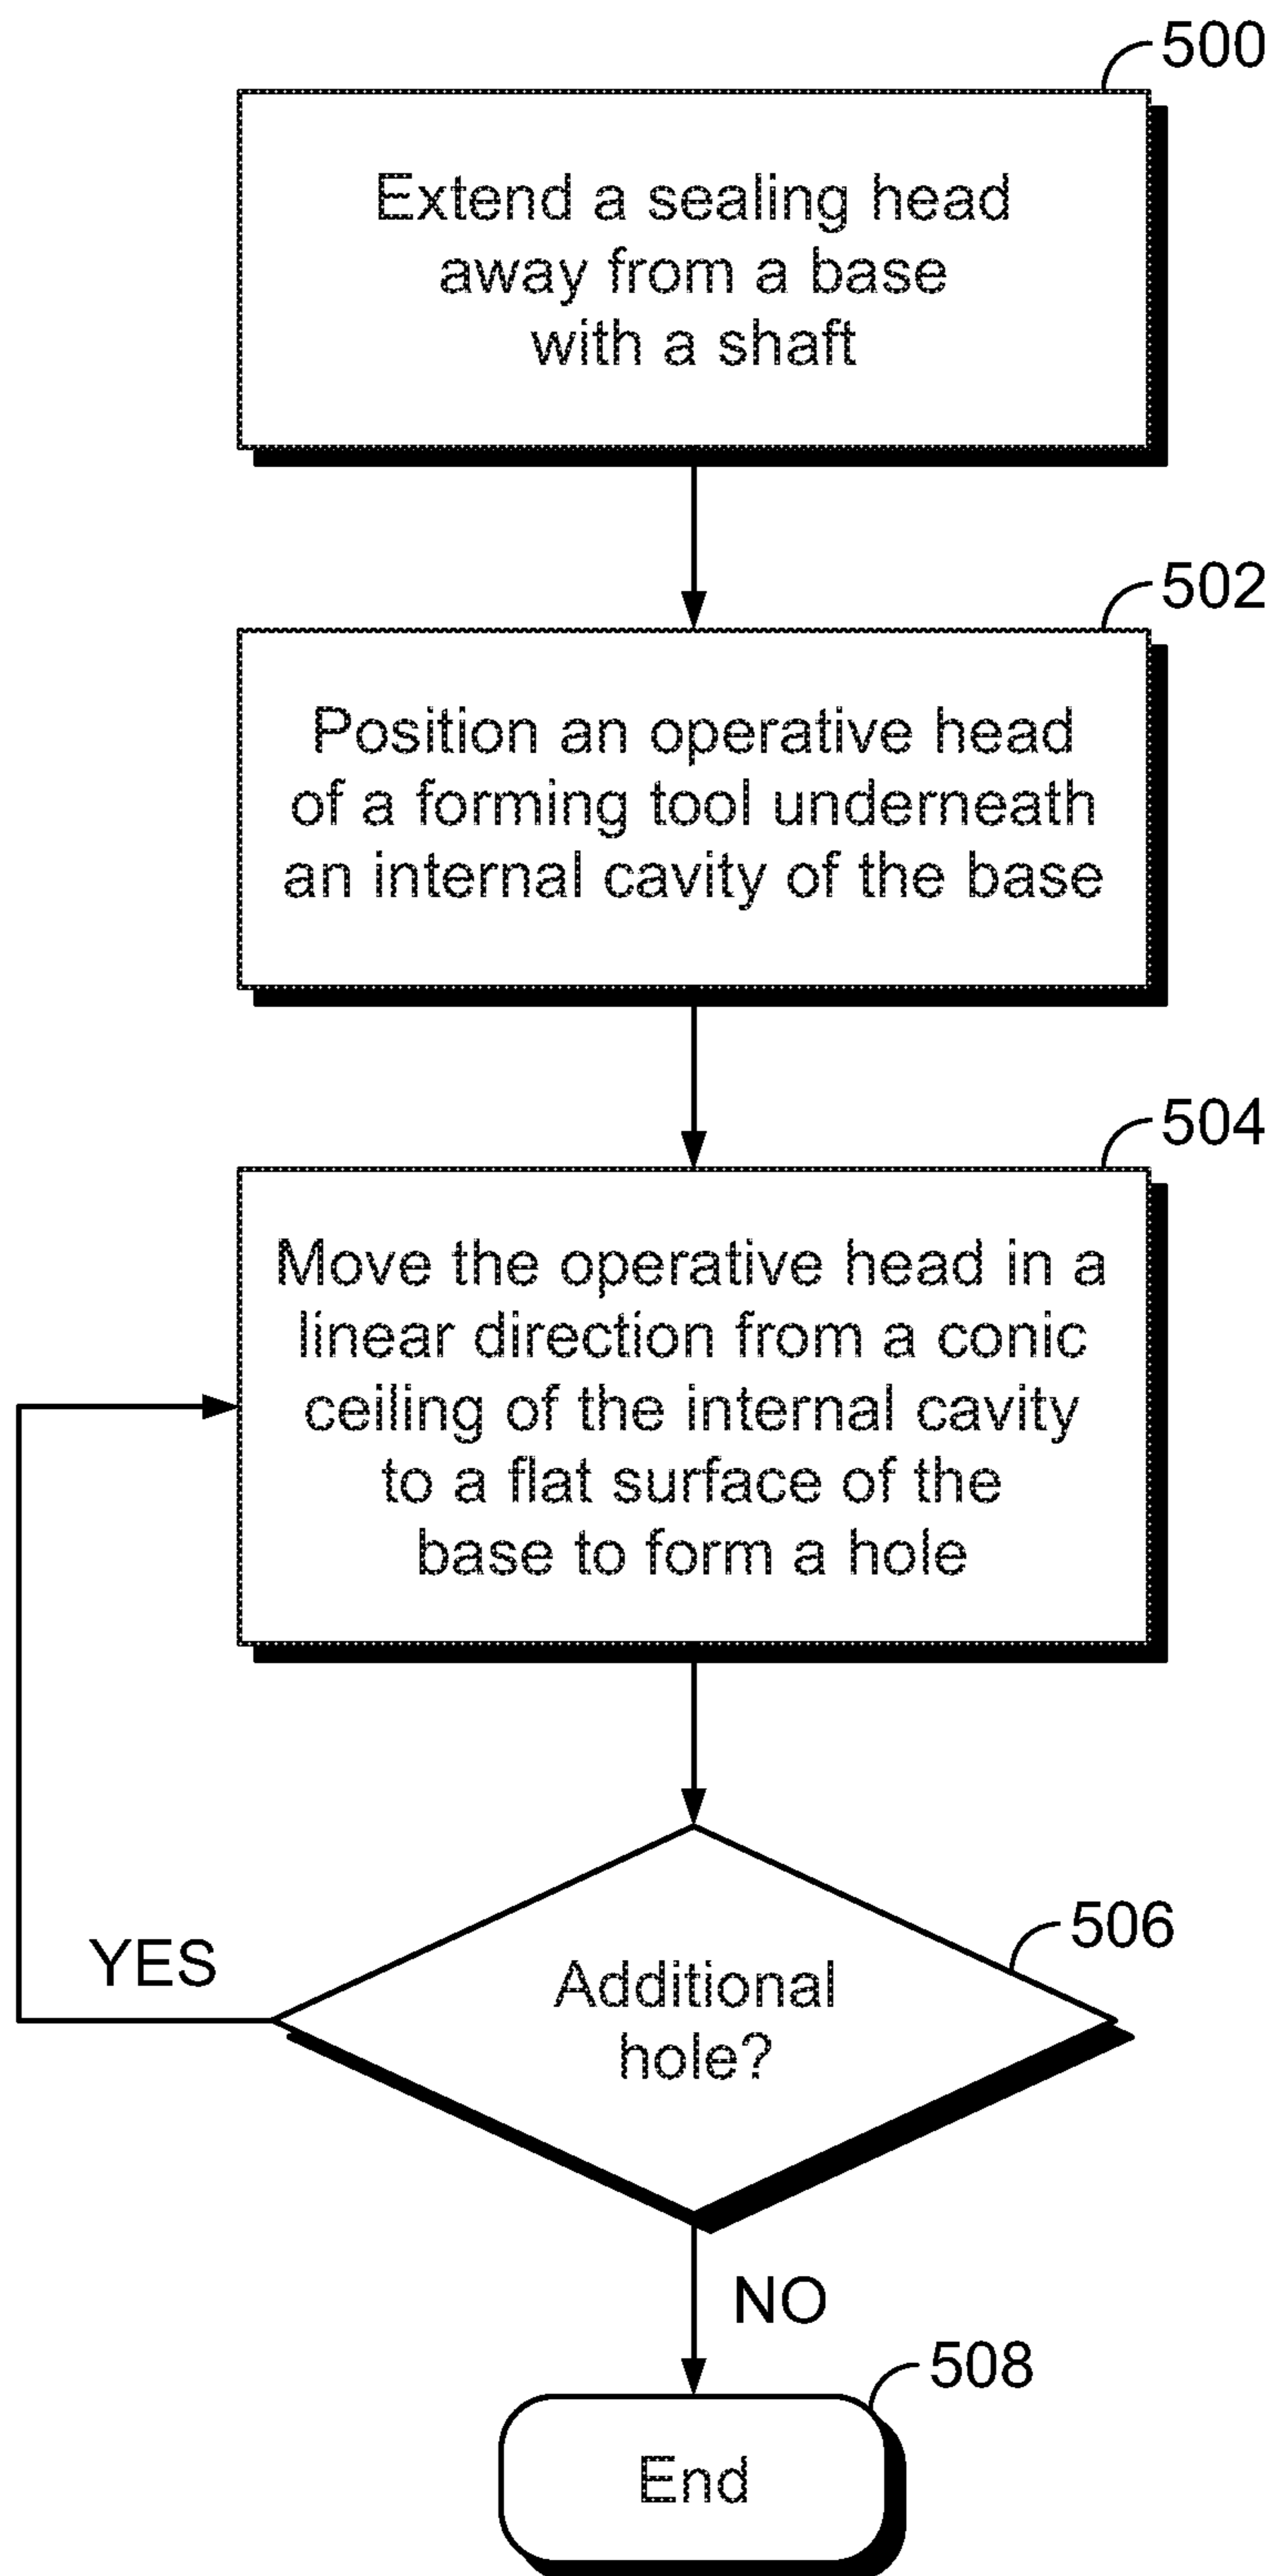 500
Extend a sealing head
away from a base
with a shaft
502
Position an operative head
of a forming tool underneath
an internal cavity of the base
504
Move the operative head in a
linear direction from a conic
ceiling of the internal cavity
to a flat surface of the
base to form a hole
506
YES
Additional
hole?
NO
508
End